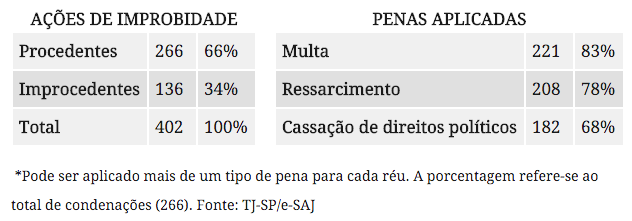 AÇÕES DE IMPROBIDADE
Procedentes 266 66%
Improcedentes 136 34%
Total 402 100%
PENAS APLICADAS
Multa 221 83%
Ressarcimento 208 78%
Cassação de direitos políticos 182 68%
*Pode ser aplicado mais de um tipo de pena para cada réu. A porcentagem refere-se ao
total de condenações (266). Fonte: TJ-SP/e-SAJ